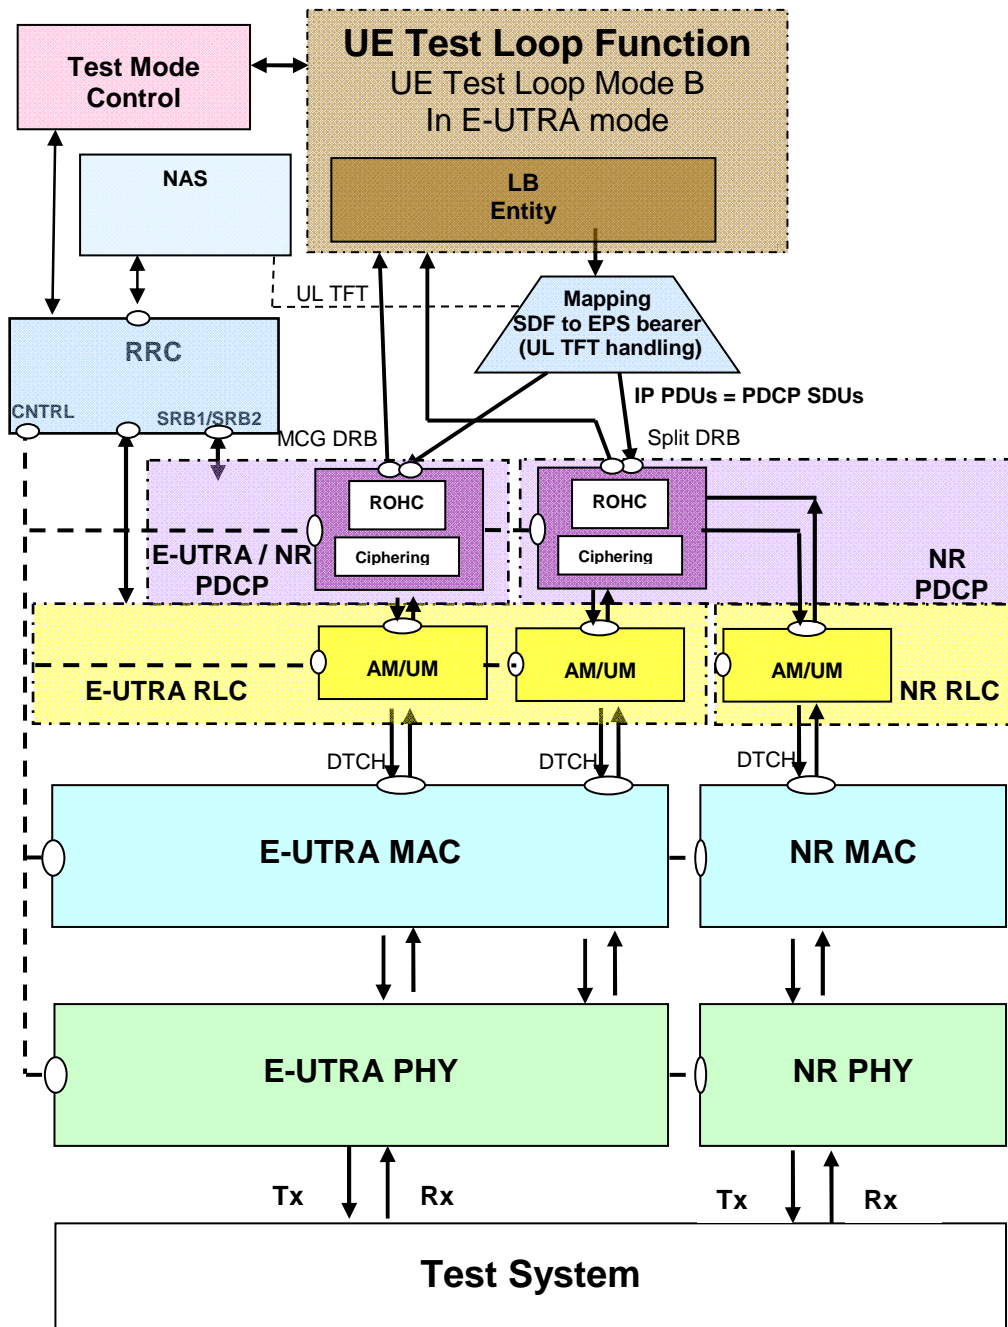 UE Test Loop Function
UE Test Loop Mode B
In E-UTRA mode
Test Mode
Control
NAS
LB
Entity
UL TFT
Mapping
SDF to EPS bearer
(UL TFT handling)
RRC
CNTRL
SRB1/SRB2
IP PDUs = PDCP SDUs
MCG DRB
Split DRB
ROHC
Ciphering
E-UTRA / NR
PDCP
ROHC
Ciphering
NR
PDCP
E-UTRA RLC
AM/UM
AM/UM
AM/UM
NR RLC
DTCH
DTCH
DTCH
E-UTRA MAC
NR MAC
E-UTRA PHY
NR PHY
Tx
Rx
Tx
Rx
Test System